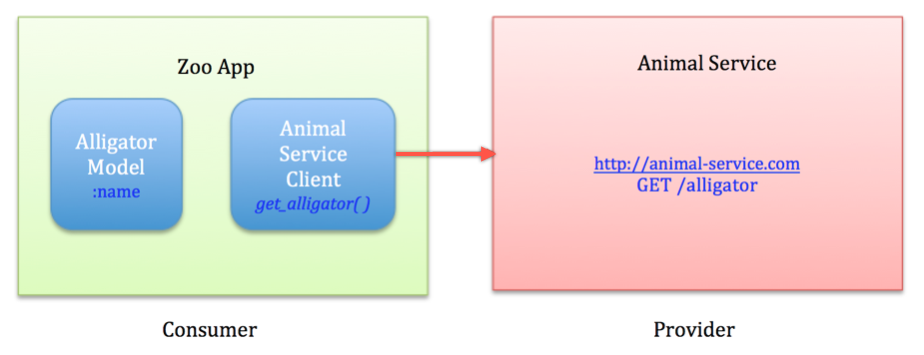 Zoo App
Alligator
Model
:name
Animal
Service
Client
get_alligator( )
Animal Service
http://animal-service.com
GET /alligator
Consumer
Provider